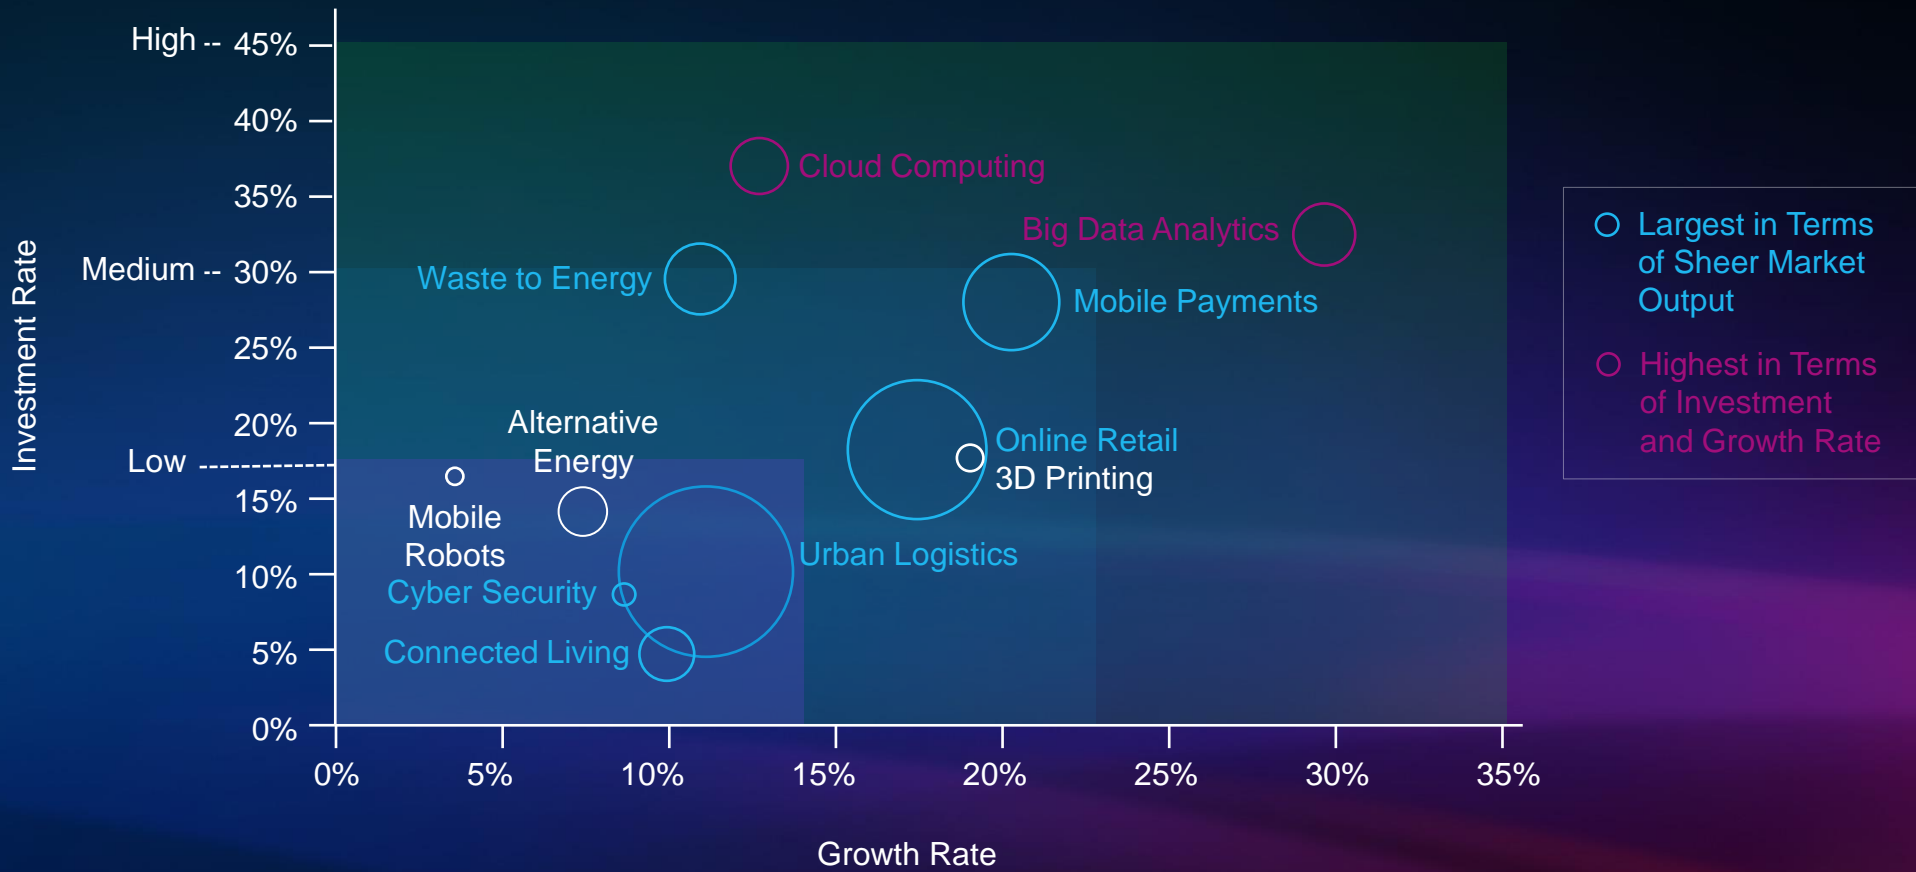 High -- 45%
40%
35%
Medium -- 30%
25%
20%
Low
15%
10%
5%
0%
Investment Rate
Cloud Computing
Big Data Analytics
Waste to Energy
Mobile Payments
Alternative
Energy
Online Retail
3D Printing
Mobile
Robots
Urban Logistics
Cyber Security
Connected Living
0% 5% 10% 15% 20% 25% 30% 35%
Growth Rate
Largest in Terms
of Sheer Market
Output
Highest in Terms
of Investment
and Growth Rate